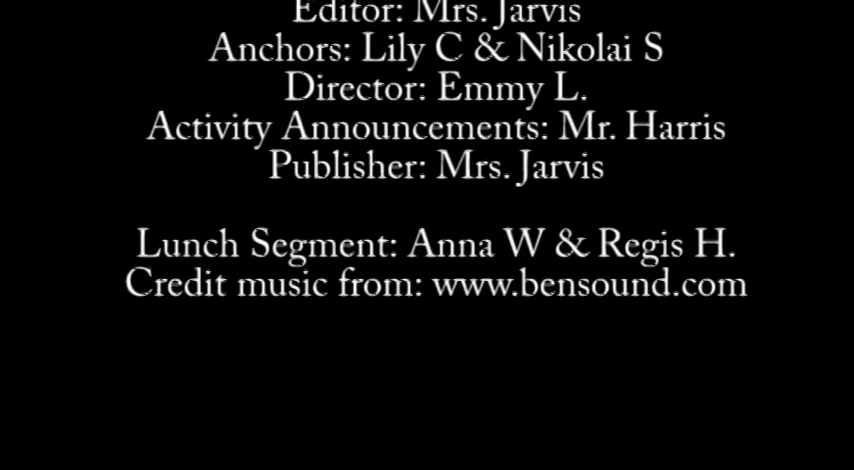 Editor: Mrs. Jarvis
Anchors: Lily C & Nikolai S
Director: Emmy L.
Activity Announcements: Mr. Harris
Publisher: Mrs. Jarvis
Lunch Segment: Anna W & Regis H.
Credit music from: www.bensound.com